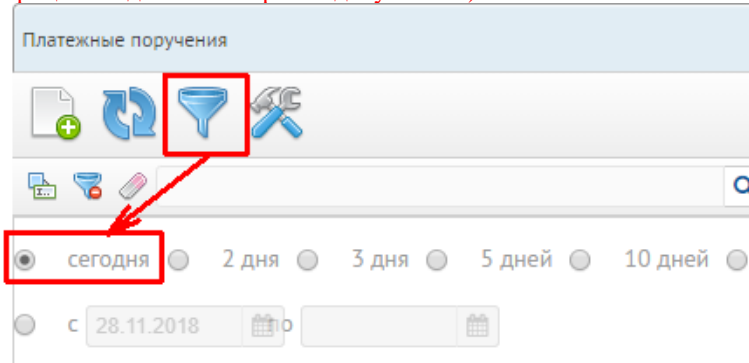 Платежные поручения
сегодня 2 дня 3 дня 5 дней 10 дней
с 28.11.2018 по